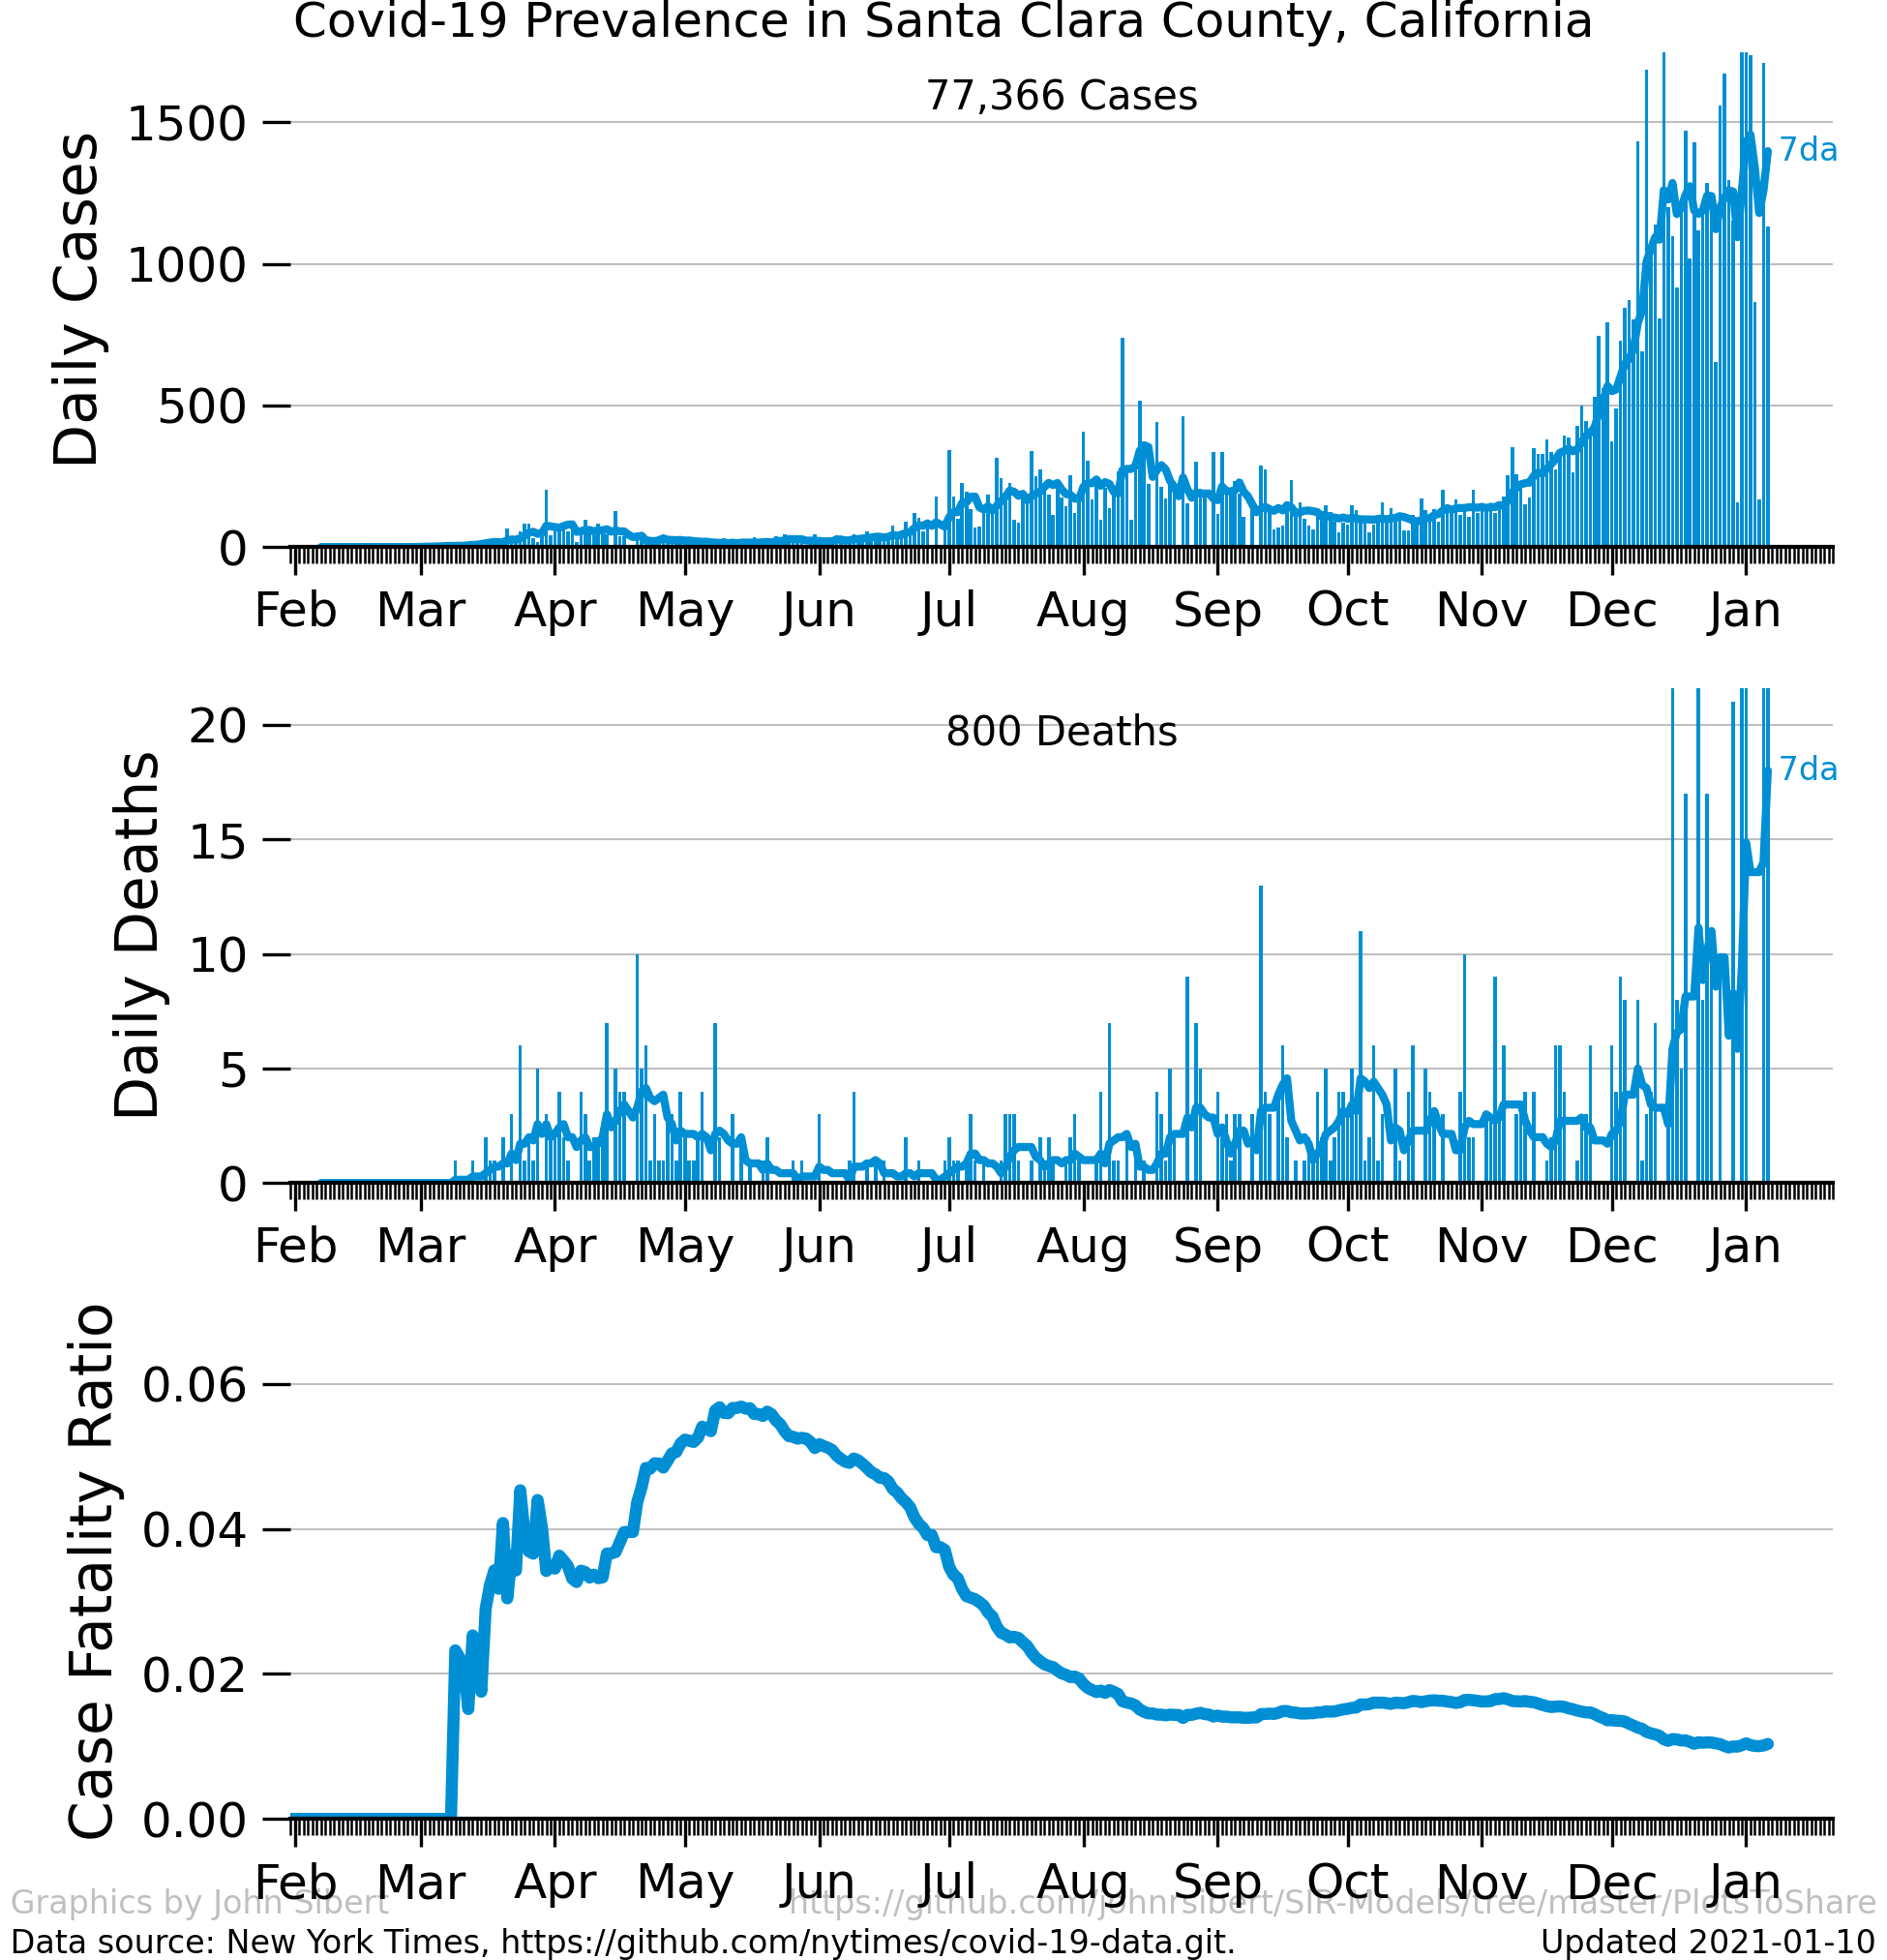 Covid-19 Prevalence in Santa Clara County, California
77,366 Cases
Daily Cases
1500
1000
500
0
7da
Feb Mar Apr May Jun Jul Aug Sep Oct Nov Dec Jan
800 Deaths
Daily Deaths
20
15
10
5
0
7da
Feb Mar Apr May Jun Jul Aug Sep Oct Nov Dec Jan
Case Fatality Ratio
0.06
0.04
0.02
0.00
Feb Mar Apr May Jun Jul Aug Sep Oct Nov Dec Jan
Graphics by John Sibert https://github.com/johnrsibert/SIR-Models/tree/master/PlotsToShare
Data source: New York Times, https://github.com/nytimes/covid-19-data.git. Updated 2021-01-10